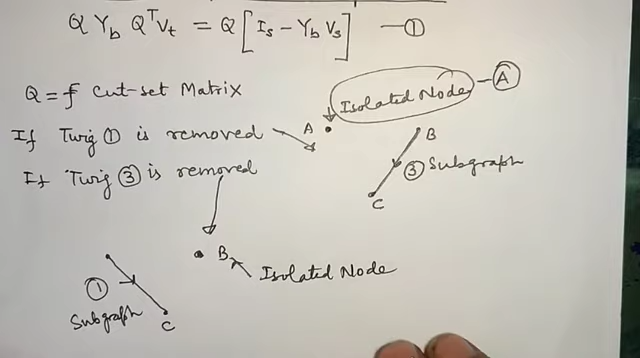 Q Y_b Q^T V_t = Q [I_s - Y_b V_s] — ①
Q = f cut-set Matrix
Isolated Node — Ⓐ
If Twig ① is removed
A
B
③ Subgraph
C
If Twig ③ is removed
B
Isolated Node
①
Subgraph
C